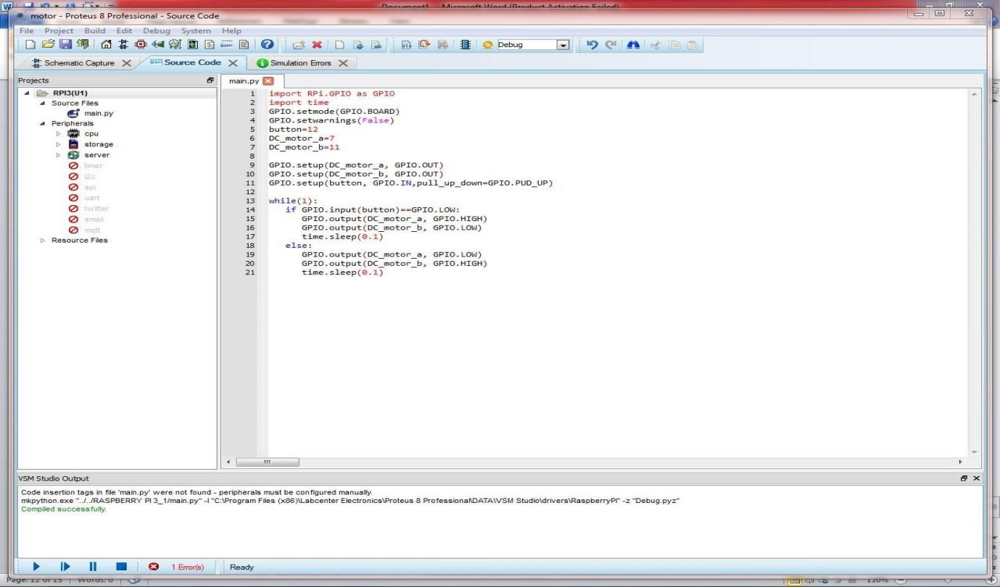 Document1 - Microsoft Word (Product Activation Failed)
motor - Proteus 8 Professional - Source Code
File Project Build Edit Debug System Help
Debug
Schematic Capture
Source Code
Simulation Errors
Projects
main.py
RPI3(U1)
Source Files
main.py
Peripherals
cpu
storage
server
timer
i2c
spi
uart
twitter
email
mqtt
Resource Files
1 import RPi.GPIO as GPIO
2 import time
3 GPIO.setmode(GPIO.BOARD)
4 GPIO.setwarnings(False)
5 button=12
6 DC_motor_a=7
7 DC_motor_b=11
8
9 GPIO.setup(DC_motor_a, GPIO.OUT)
10 GPIO.setup(DC_motor_b, GPIO.OUT)
11 GPIO.setup(button, GPIO.IN,pull_up_down=GPIO.PUD_UP)
12
13 while(1):
14 if GPIO.input(button)==GPIO.LOW:
15 GPIO.output(DC_motor_a, GPIO.HIGH)
16 GPIO.output(DC_motor_b, GPIO.LOW)
17 time.sleep(0.1)
18 else:
19 GPIO.output(DC_motor_a, GPIO.LOW)
20 GPIO.output(DC_motor_b, GPIO.HIGH)
21 time.sleep(0.1)
VSM Studio Output
Code insertion tags in file 'main.py' were not found - peripherals must be configured manually.
mkpython.exe "../../RASPBERRY PI 3_1/main.py" -l "C:\Program Files (x86)\Labcenter Electronics\Proteus 8 Professional\DATA\VSM Studio\drivers\RaspberryPi" -z "Debug.pyz"
Compiled successfully.
1 Error(s)
Ready
Page: 12 of 15
Words: 0
120%